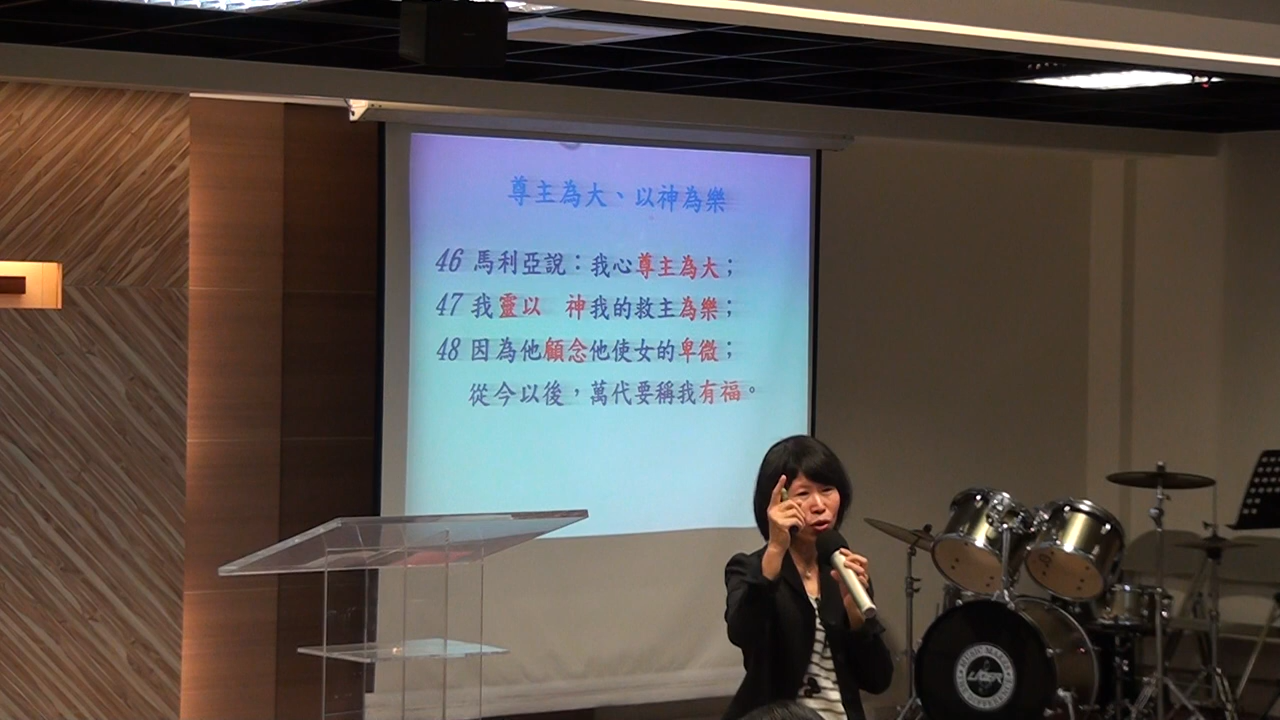 尊主為大、以神為樂
46 馬利亞說：我心尊主為大；
47 我靈以　神我的救主為樂；
48 因為他顧念他使女的卑微；
從今以後，萬代要稱我有福。
MUSIC MAKER